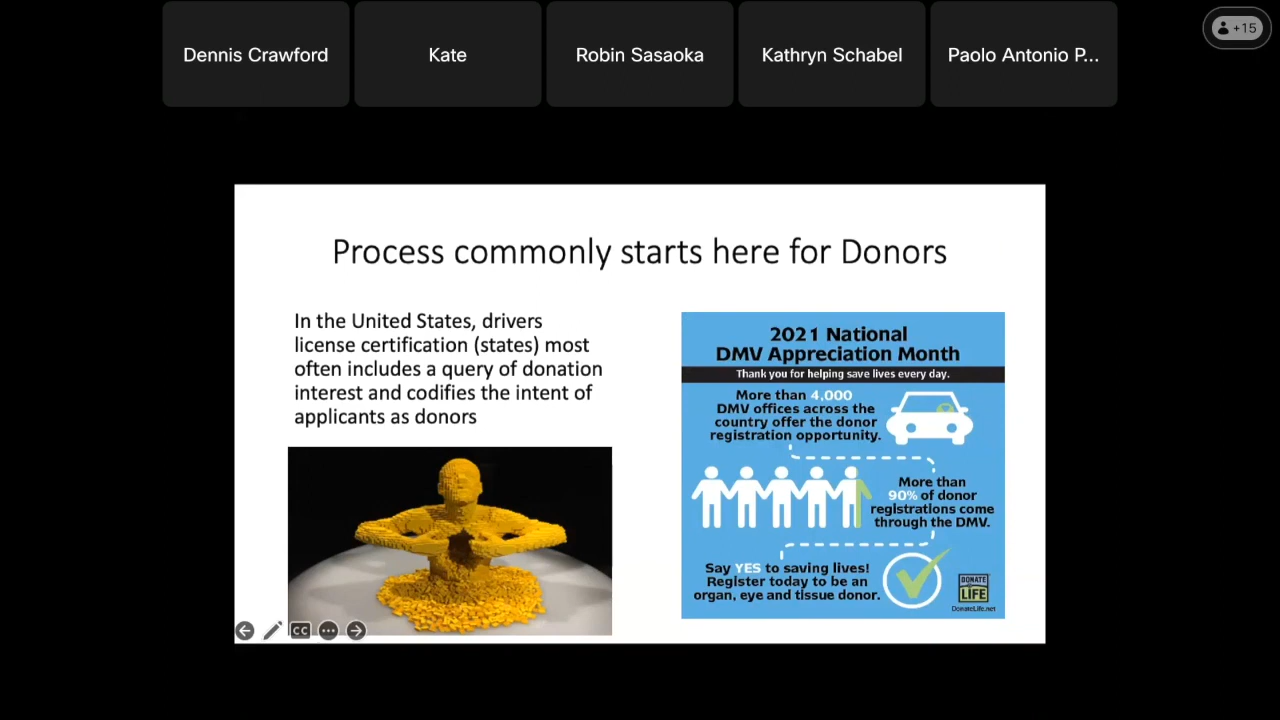 Dennis Crawford
Kate
Robin Sasaoka
Kathryn Schabel
Paolo Antonio P...
+15
Process commonly starts here for Donors
In the United States, drivers
license certification (states) most
often includes a query of donation
interest and codifies the intent of
applicants as donors
2021 National
DMV Appreciation Month
Thank you for helping save lives every day.
More than 4,000
DMV offices across the
country offer the donor
registration opportunity.
More than
90% of donor
registrations come
through the DMV.
Say YES to saving lives!
Register today to be an
organ, eye and tissue donor.
DONATE
LIFE
DonateLife.net
CC